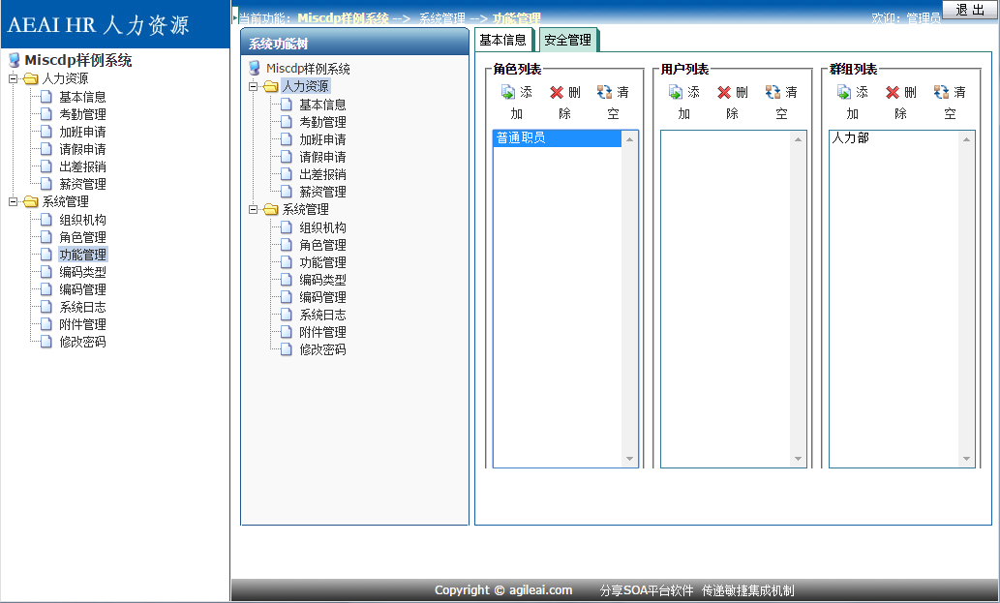 AEAI HR 人力资源
当前功能： Miscdp样例系统 --> 系统管理 --> 功能管理
欢迎：管理员
退 出
Miscdp样例系统
人力资源
基本信息
考勤管理
加班申请
请假申请
出差报销
薪资管理
系统管理
组织机构
角色管理
功能管理
编码类型
编码管理
系统日志
附件管理
修改密码
系统功能树
Miscdp样例系统
人力资源
基本信息
考勤管理
加班申请
请假申请
出差报销
薪资管理
系统管理
组织机构
角色管理
功能管理
编码类型
编码管理
系统日志
附件管理
修改密码
基本信息 安全管理
角色列表
添 删 清
加 除 空
普通职员
用户列表
添 删 清
加 除 空
群组列表
添 删 清
加 除 空
人力部
Copyright © agileai.com 分享SOA平台软件 传递敏捷集成机制